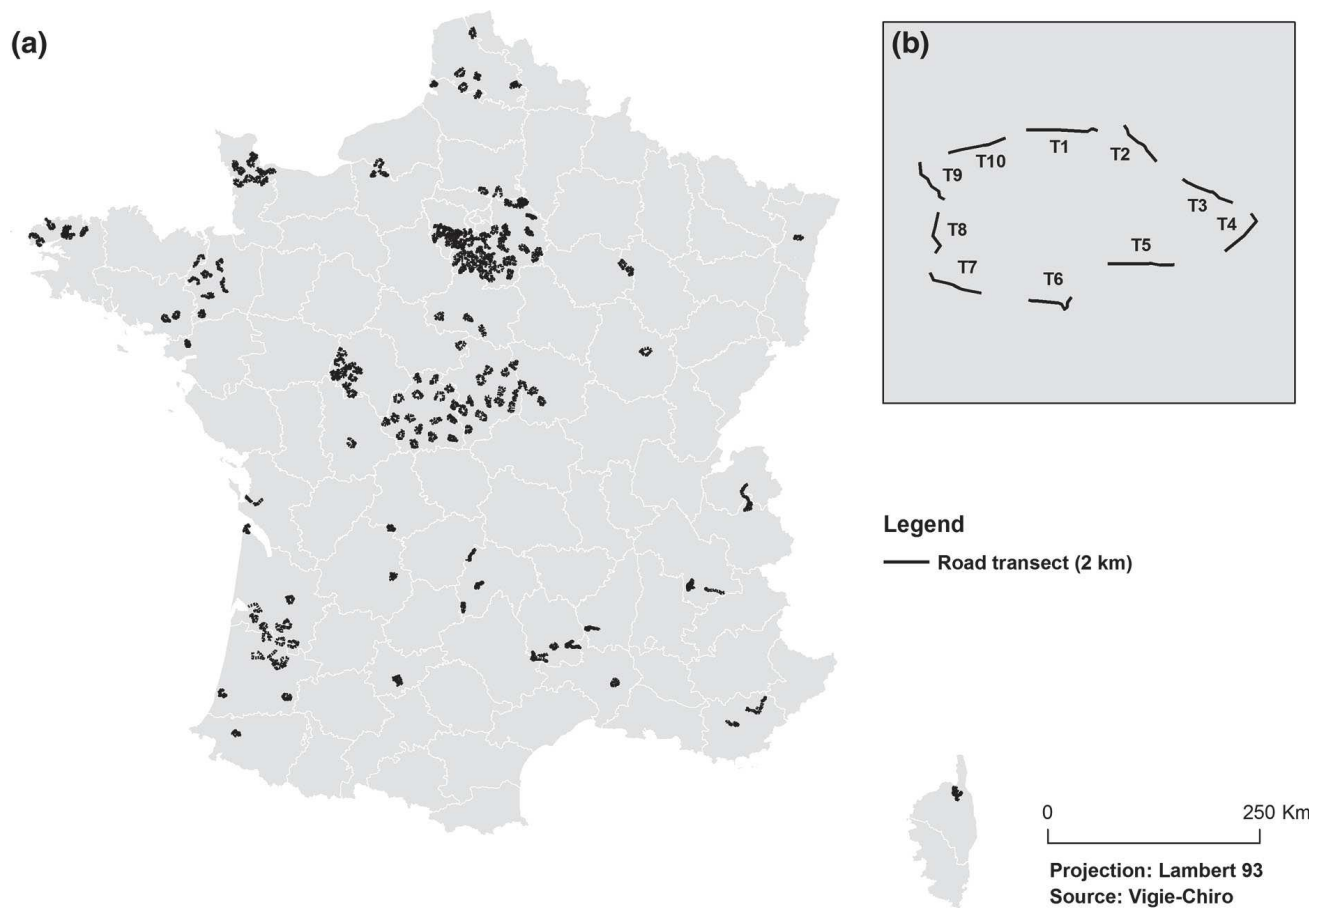 (a)
(b)
T1
T2
T10
T9
T3
T4
T8
T5
T7
T6
Legend
Road transect (2 km)
0 250 Km
Projection: Lambert 93
Source: Vigie-Chiro